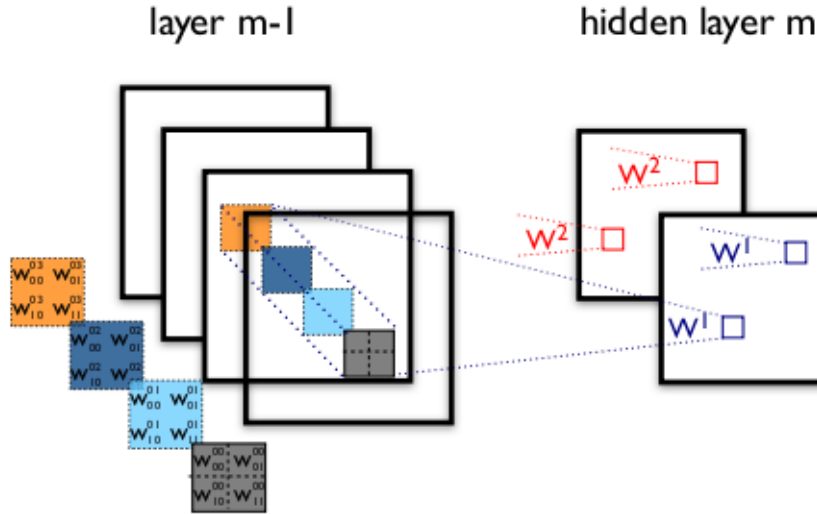 layer m-1 hidden layer m
W² W² W¹ W¹
W⁰³₀₀ W⁰³₀₁
W⁰³₁₀ W⁰³₁₁
W⁰²₀₀ W⁰²₀₁
W⁰²₁₀ W⁰²₁₁
W⁰¹₀₀ W⁰¹₀₁
W⁰¹₁₀ W⁰¹₁₁
W⁰⁰₀₀ W⁰⁰₀₁
W⁰⁰₁₀ W⁰⁰₁₁